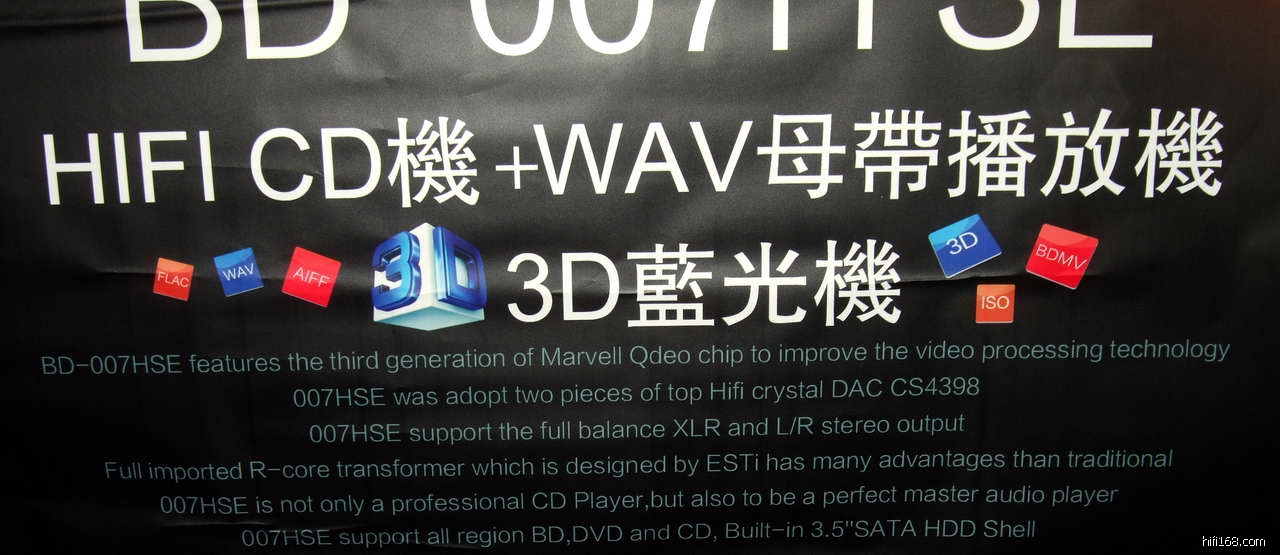 BD-007HSE
HIFI CD機+WAV母帶播放機
FLAC WAV AIFF 3D 3D藍光機 3D ISO BDMV
BD-007HSE features the third generation of Marvell Qdeo chip to improve the video processing technology
007HSE was adopt two pieces of top Hifi crystal DAC CS4398
007HSE support the full balance XLR and L/R stereo output
Full imported R-core transformer which is designed by ESTi has many advantages than traditional
007HSE is not only a professional CD Player,but also to be a perfect master audio player
007HSE support all region BD,DVD and CD, Built-in 3.5"SATA HDD Shell
hifi168.com